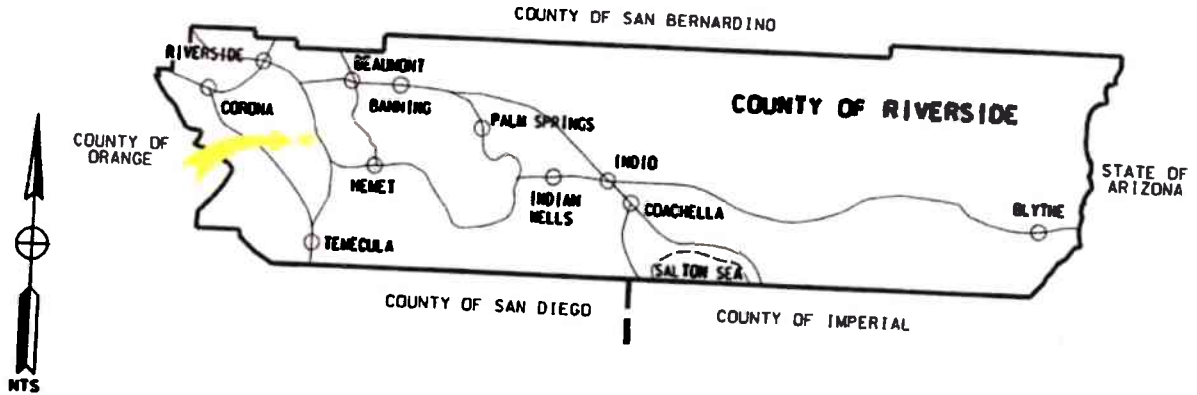 COUNTY OF SAN BERNARDINO
RIVERSIDE
BEAUMONT
CORONA
BANNING
COUNTY OF RIVERSIDE
PALM SPRINGS
COUNTY OF
ORANGE
HEMET
INDIO
STATE OF
ARIZONA
INDIAN
WELLS
COACHELLA
BLYTHE
TEMECULA
SALTON SEA
COUNTY OF SAN DIEGO
COUNTY OF IMPERIAL
NTS